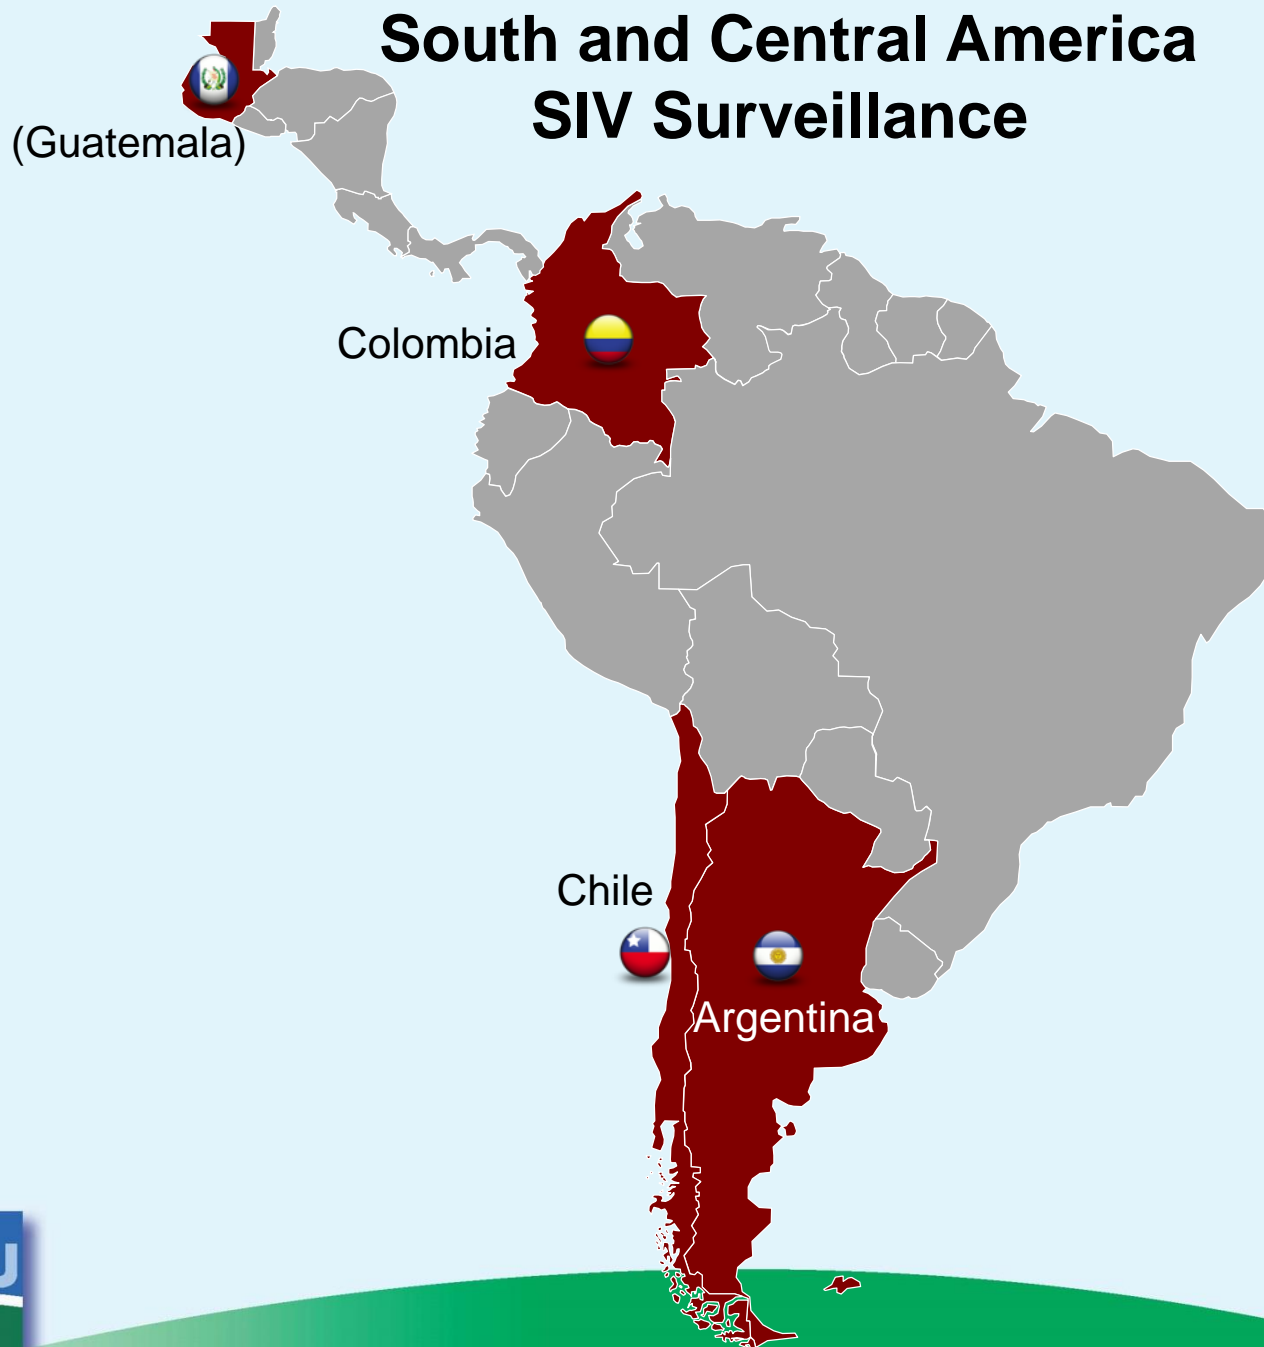 South and Central America
SIV Surveillance
(Guatemala)
Colombia
Chile
Argentina